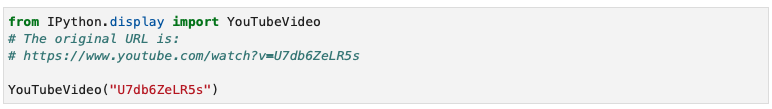 from IPython.display import YouTubeVideo
# The original URL is:
# https://www.youtube.com/watch?v=U7db6ZeLR5s

YouTubeVideo("U7db6ZeLR5s")